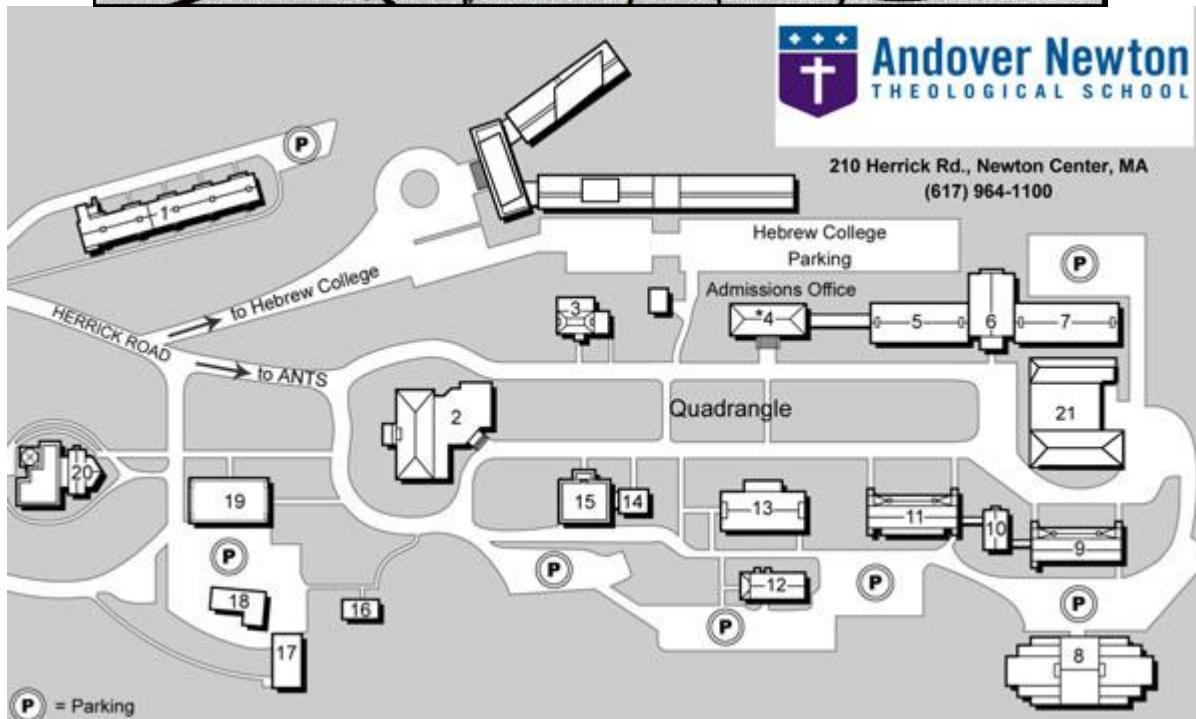 Andover Newton
THEOLOGICAL SCHOOL
210 Herrick Rd., Newton Center, MA
(617) 964-1100
P
1
Hebrew College
Parking
P
to Hebrew College
HERRICK ROAD
to ANTS
3
Admissions Office
*4
5
6
7
2
Quadrangle
21
20
19
15
14
13
11
10
9
P
18
16
17
P
12
P
P
P
8
P = Parking